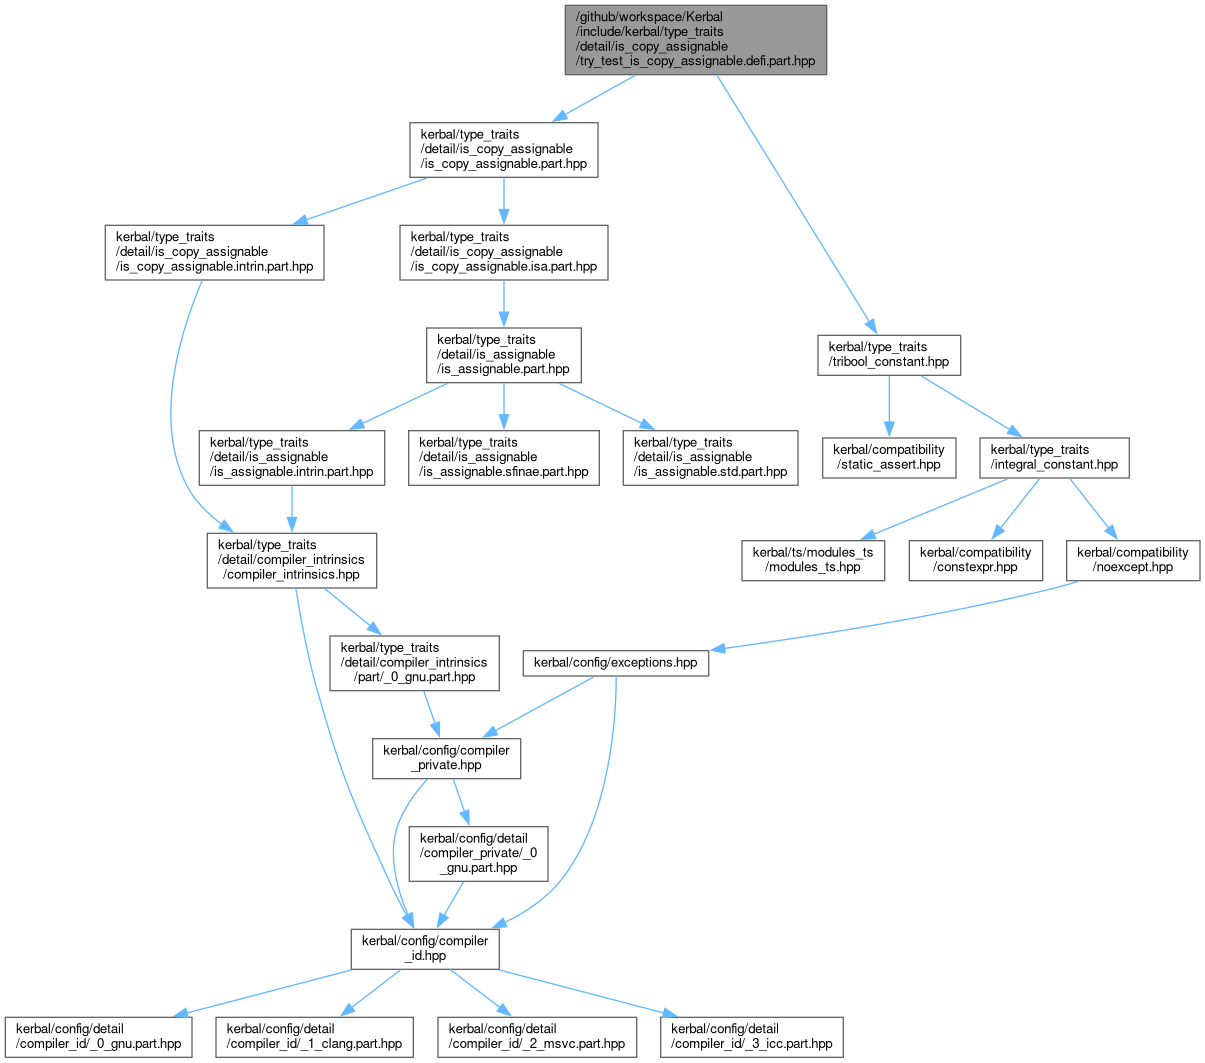 /github/workspace/Kerbal
/include/kerbal/type_traits
/detail/is_copy_assignable
/try_test_is_copy_assignable.defi.part.hpp
kerbal/type_traits
/detail/is_copy_assignable
/is_copy_assignable.part.hpp
kerbal/type_traits
/detail/is_copy_assignable
/is_copy_assignable.intrin.part.hpp
kerbal/type_traits
/detail/is_copy_assignable
/is_copy_assignable.isa.part.hpp
kerbal/type_traits
/detail/is_assignable
/is_assignable.part.hpp
kerbal/type_traits
/tribool_constant.hpp
kerbal/type_traits
/detail/is_assignable
/is_assignable.intrin.part.hpp
kerbal/type_traits
/detail/is_assignable
/is_assignable.sfinae.part.hpp
kerbal/type_traits
/detail/is_assignable
/is_assignable.std.part.hpp
kerbal/compatibility
/static_assert.hpp
kerbal/type_traits
/integral_constant.hpp
kerbal/type_traits
/detail/compiler_intrinsics
/compiler_intrinsics.hpp
kerbal/ts/modules_ts
/modules_ts.hpp
kerbal/compatibility
/constexpr.hpp
kerbal/compatibility
/noexcept.hpp
kerbal/type_traits
/detail/compiler_intrinsics
/part/_0_gnu.part.hpp
kerbal/config/exceptions.hpp
kerbal/config/compiler
_private.hpp
kerbal/config/detail
/compiler_private/_0
_gnu.part.hpp
kerbal/config/compiler
_id.hpp
kerbal/config/detail
/compiler_id/_0_gnu.part.hpp
kerbal/config/detail
/compiler_id/_1_clang.part.hpp
kerbal/config/detail
/compiler_id/_2_msvc.part.hpp
kerbal/config/detail
/compiler_id/_3_icc.part.hpp